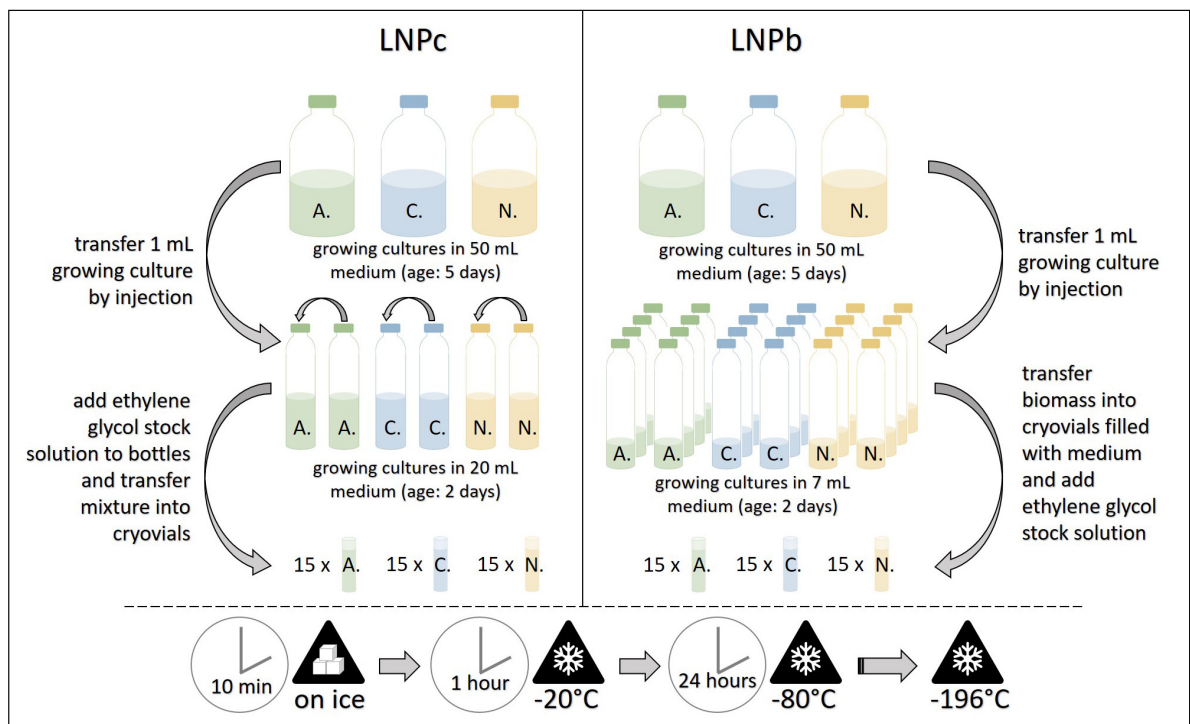 LNPc
A.
C.
N.
growing cultures in 50 mL
medium (age: 5 days)
transfer 1 mL
growing culture
by injection
A.
A.
C.
C.
N.
N.
growing cultures in 20 mL
medium (age: 2 days)
add ethylene
glycol stock
solution to bottles
and transfer
mixture into
cryovials
15 x A.
15 x C.
15 x N.
LNPb
A.
C.
N.
growing cultures in 50 mL
medium (age: 5 days)
transfer 1 mL
growing culture
by injection
A.
A.
C.
C.
N.
N.
growing cultures in 7 mL
medium (age: 2 days)
transfer
biomass into
cryovials filled
with medium
and add
ethylene glycol
stock solution
15 x A.
15 x C.
15 x N.
10 min
on ice
1 hour
-20°C
24 hours
-80°C
-196°C